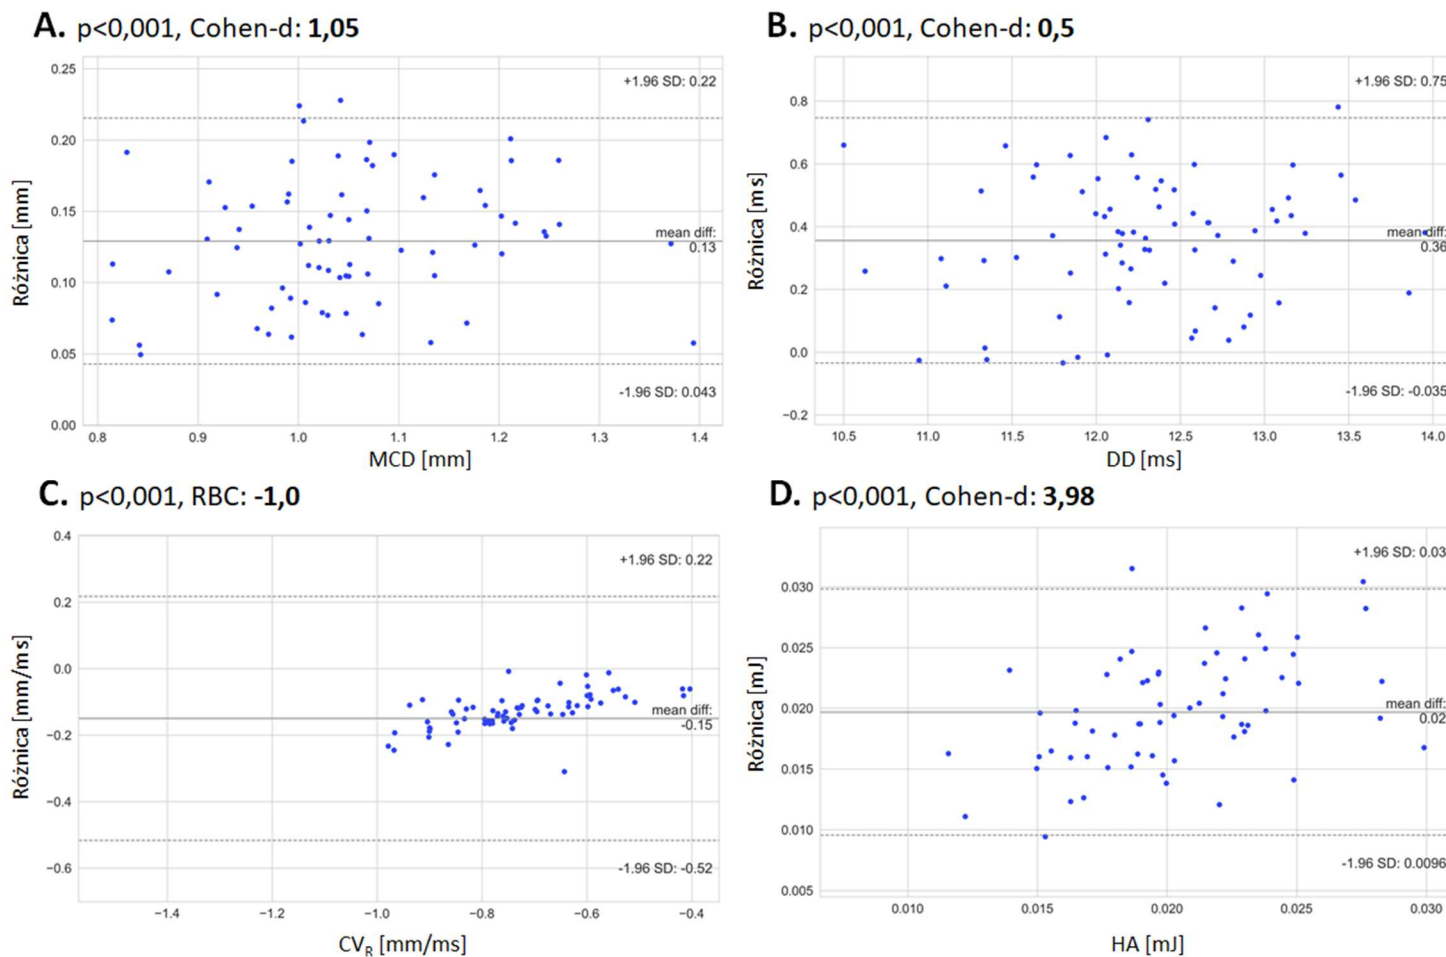 A. p<0,001, Cohen-d: 1,05
0.25
0.20
0.15
0.10
0.05
0.00
Różnica [mm]
+1.96 SD: 0.22
mean diff:
0.13
-1.96 SD: 0.043
0.8 0.9 1.0 1.1 1.2 1.3 1.4
MCD [mm]
B. p<0,001, Cohen-d: 0,5
0.8
0.6
0.4
0.2
0.0
−0.2
Różnica [ms]
+1.96 SD: 0.75
mean diff:
0.36
-1.96 SD: -0.035
10.5 11.0 11.5 12.0 12.5 13.0 13.5 14.0
DD [ms]
C. p<0,001, RBC: -1,0
0.4
0.2
0.0
−0.2
−0.4
−0.6
Różnica [mm/ms]
+1.96 SD: 0.22
mean diff:
-0.15
-1.96 SD: -0.52
−1.4 −1.2 −1.0 −0.8 −0.6 −0.4
CVR [mm/ms]
D. p<0,001, Cohen-d: 3,98
0.030
0.025
0.020
0.015
0.010
0.005
Różnica [mJ]
+1.96 SD: 0.03
mean diff:
0.02
-1.96 SD: 0.0096
0.010 0.015 0.020 0.025 0.030
HA [mJ]